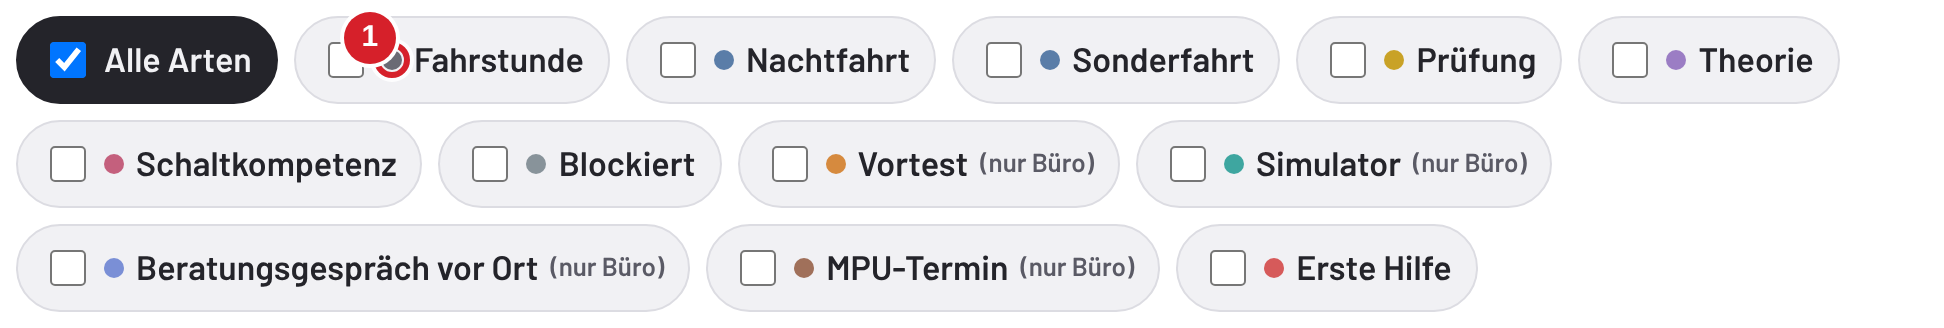 Alle Arten 1 Fahrstunde Nachtfahrt Sonderfahrt Prüfung Theorie
Schaltkompetenz Blockiert Vortest (nur Büro) Simulator (nur Büro)
Beratungsgespräch vor Ort (nur Büro) MPU-Termin (nur Büro) Erste Hilfe